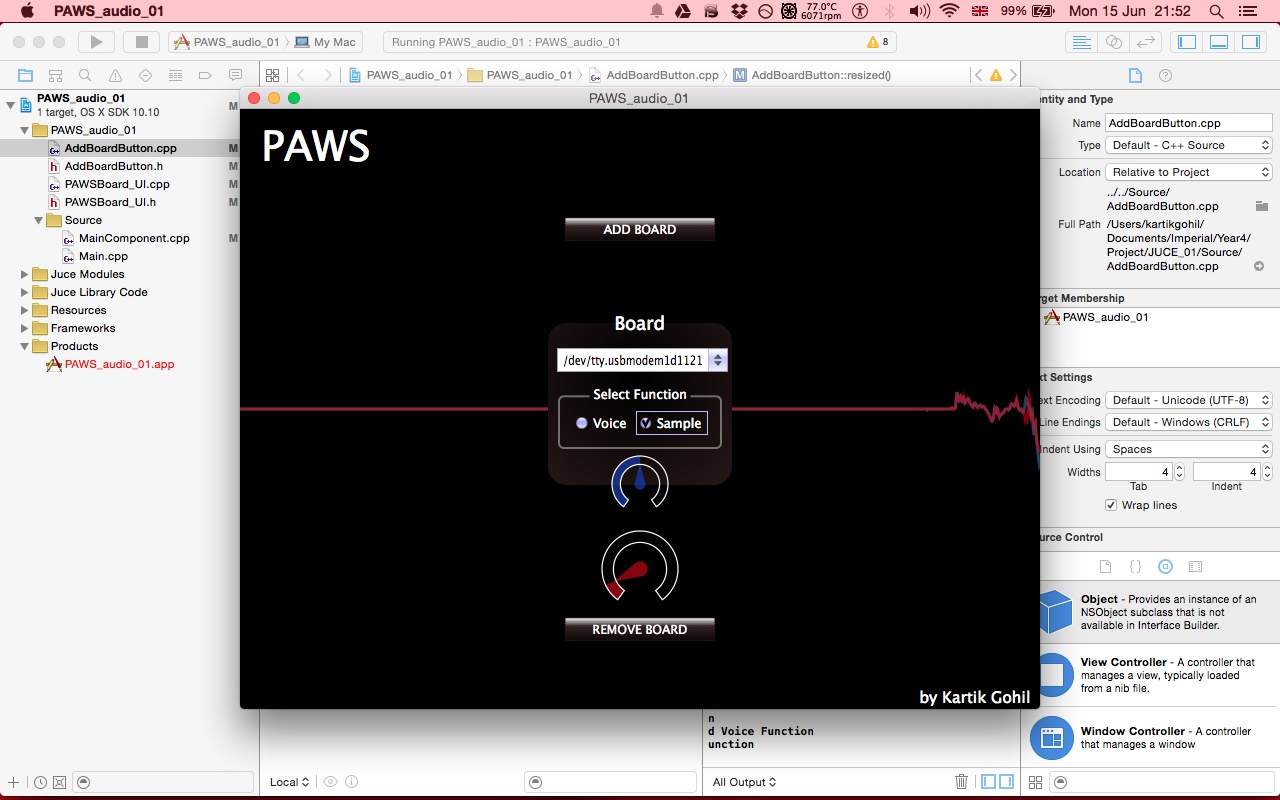 PAWS_audio_01
77.0°C
6071rpm
99%
Mon 15 Jun 21:52
PAWS_audio_01
My Mac
Running PAWS_audio_01 : PAWS_audio_01
8
PAWS_audio_01
PAWS_audio_01
AddBoardButton.cpp
M
AddBoardButton::resized()
PAWS_audio_01
M
1 target, OS X SDK 10.10
PAWS_audio_01
AddBoardButton.cpp
M
AddBoardButton.h
M
PAWSBoard_UI.cpp
M
PAWSBoard_UI.h
M
Source
MainComponent.cpp
M
Main.cpp
Juce Modules
Juce Library Code
Resources
Frameworks
Products
PAWS_audio_01.app
PAWS_audio_01
PAWS
ADD BOARD
Board
/dev/tty.usbmodem1d1121
Select Function
Voice
Sample
REMOVE BOARD
by Kartik Gohil
n
d Voice Function
unction
Local
All Output
entity and Type
Name
AddBoardButton.cpp
Type
Default - C++ Source
Location
Relative to Project
../../Source/
AddBoardButton.cpp
Full Path
/Users/kartikgohil/
Documents/Imperial/Year4/
Project/JUCE_01/Source/
AddBoardButton.cpp
rget Membership
PAWS_audio_01
xt Settings
ext Encoding
Default - Unicode (UTF-8)
Line Endings
Default - Windows (CRLF)
Indent Using
Spaces
Widths
4
4
Tab
Indent
Wrap lines
urce Control
Object - Provides an instance of an
NSObject subclass that is not
available in Interface Builder.
View Controller - A controller that
manages a view, typically loaded
from a nib file.
Window Controller - A controller
that manages a window